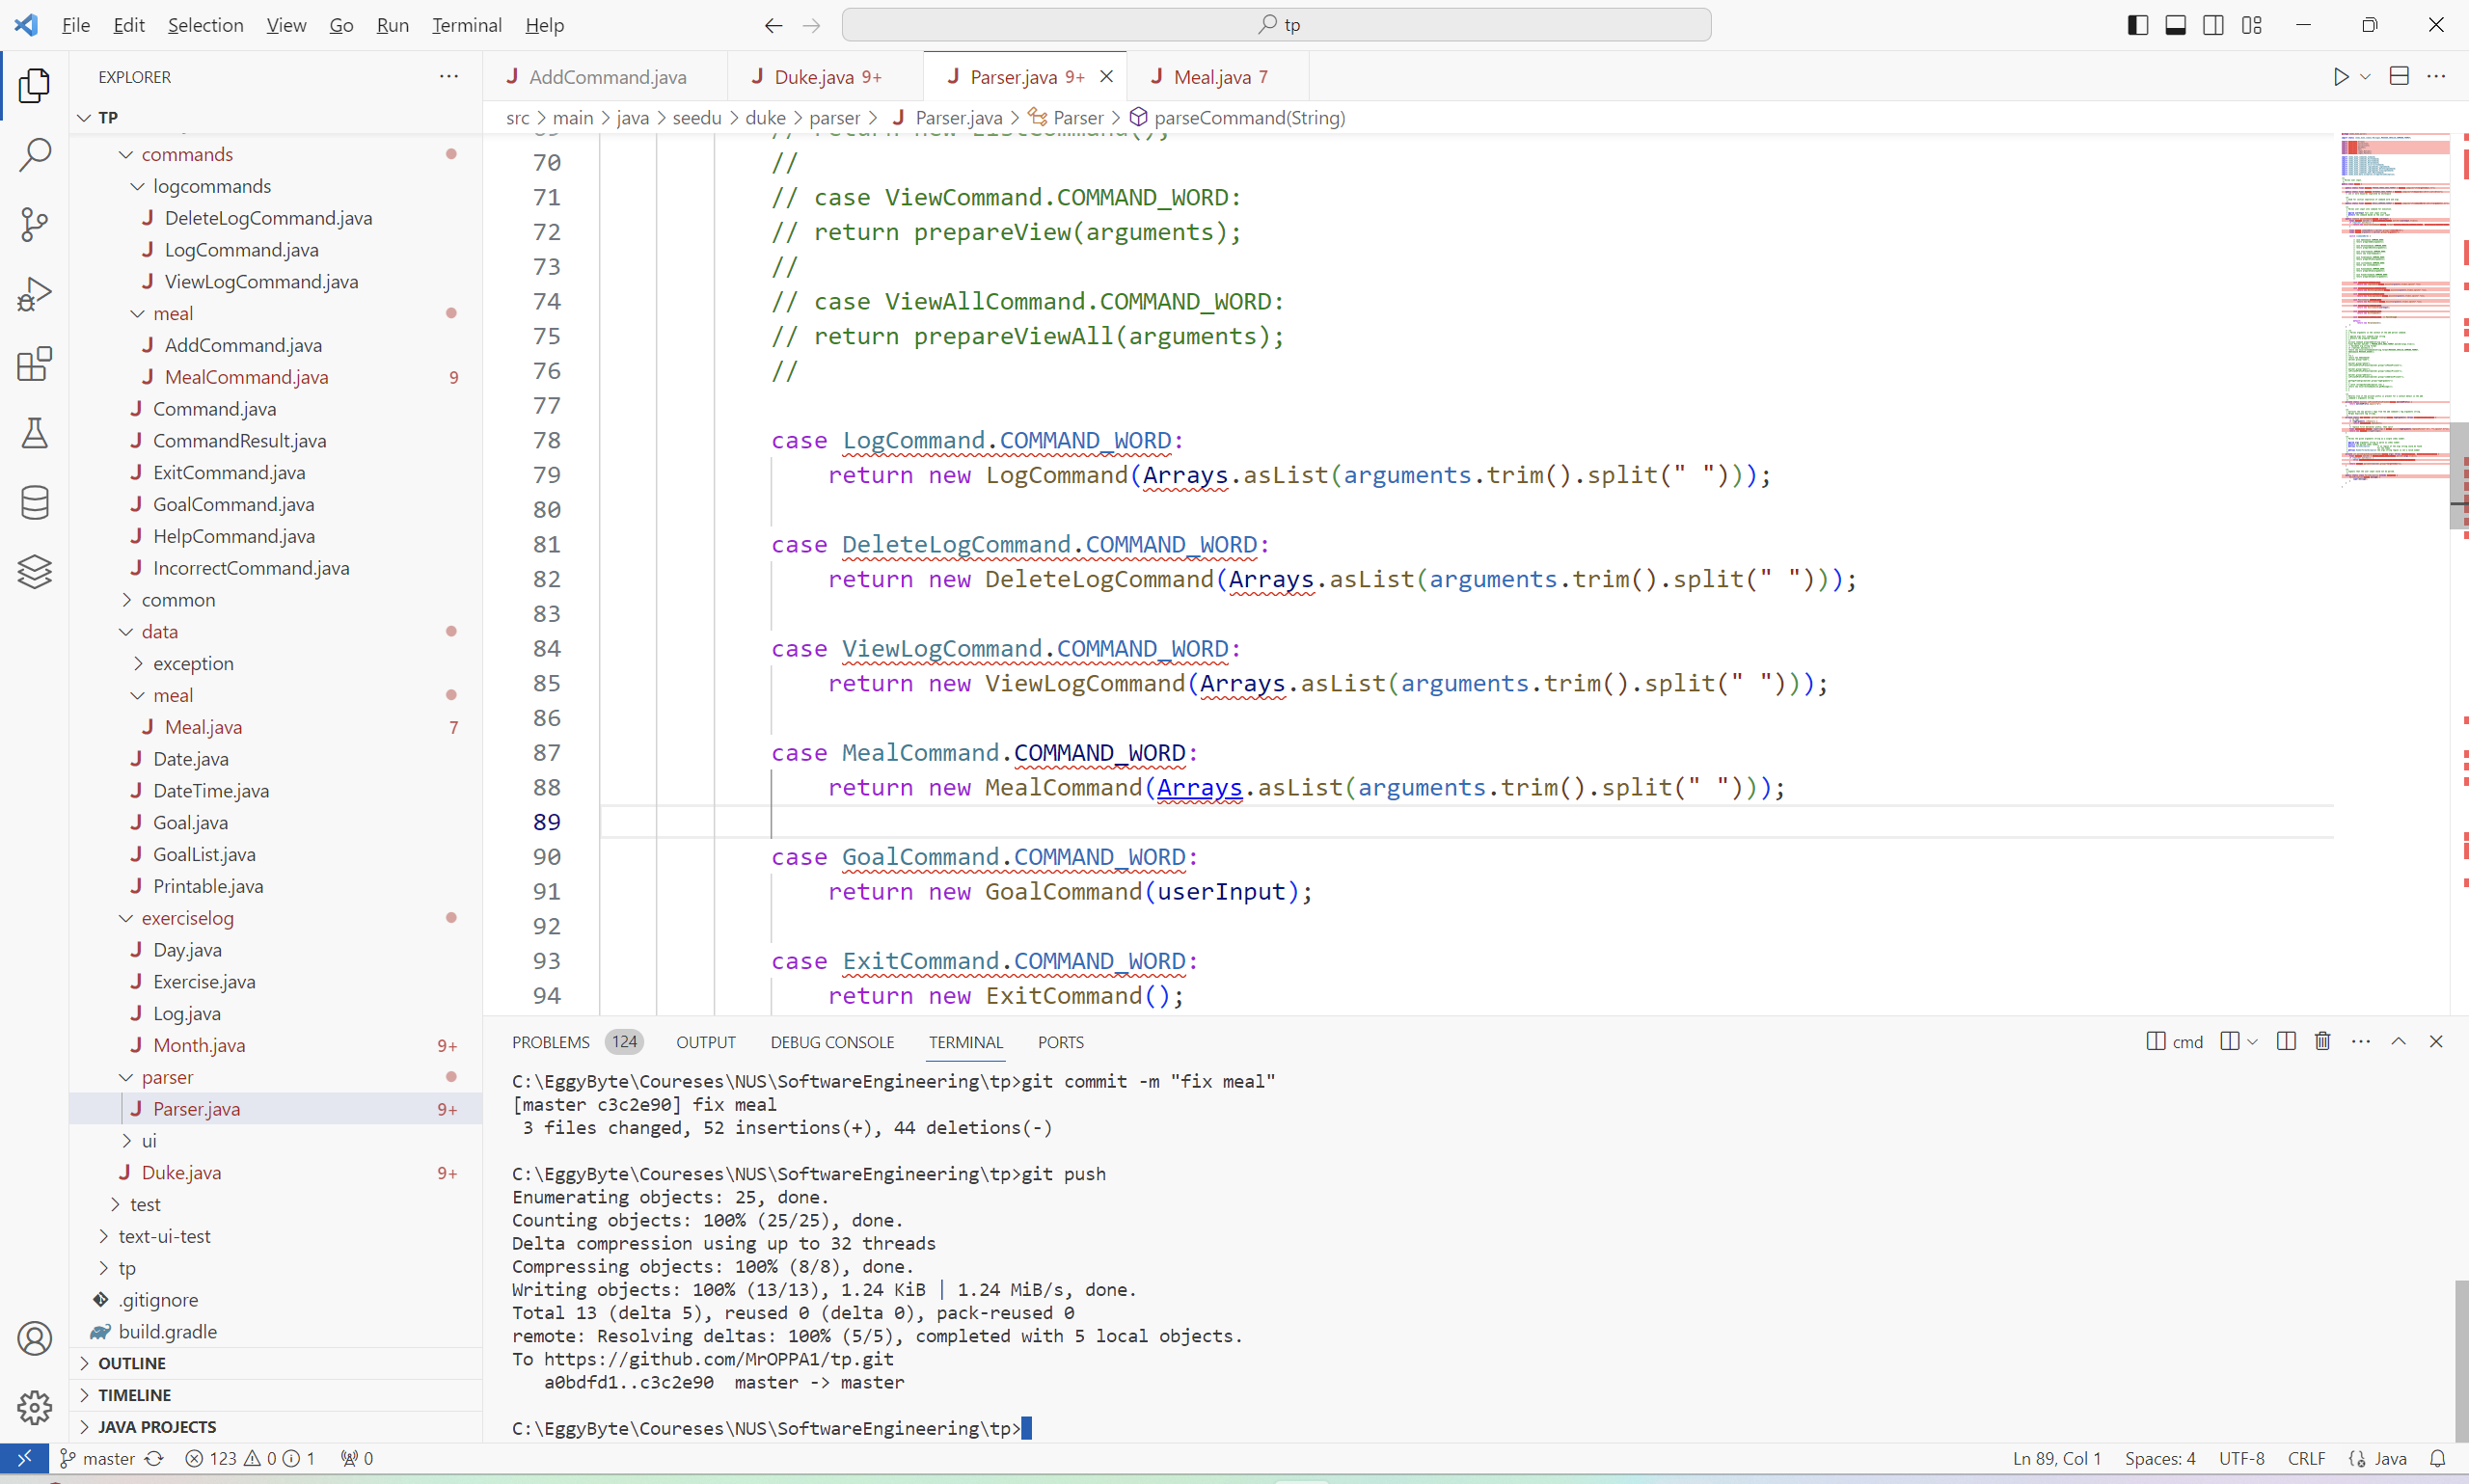 File Edit Selection View Go Run Terminal Help
tp
EXPLORER
TP
commands
logcommands
J DeleteLogCommand.java
J LogCommand.java
J ViewLogCommand.java
meal
J AddCommand.java
J MealCommand.java 9
J Command.java
J CommandResult.java
J ExitCommand.java
J GoalCommand.java
J HelpCommand.java
J IncorrectCommand.java
common
data
exception
meal
J Meal.java 7
J Date.java
J DateTime.java
J Goal.java
J GoalList.java
J Printable.java
exerciselog
J Day.java
J Exercise.java
J Log.java
J Month.java 9+
parser
J Parser.java 9+
ui
J Duke.java 9+
test
text-ui-test
tp
.gitignore
build.gradle
OUTLINE
TIMELINE
JAVA PROJECTS
J AddCommand.java J Duke.java 9+ J Parser.java 9+ J Meal.java 7
src > main > java > seedu > duke > parser > J Parser.java > Parser > parseCommand(String)
69 // return new ListCommand();
70 //
71 // case ViewCommand.COMMAND_WORD:
72 // return prepareView(arguments);
73 //
74 // case ViewAllCommand.COMMAND_WORD:
75 // return prepareViewAll(arguments);
76 //
77
78 case LogCommand.COMMAND_WORD:
79 return new LogCommand(Arrays.asList(arguments.trim().split(" ")));
80
81 case DeleteLogCommand.COMMAND_WORD:
82 return new DeleteLogCommand(Arrays.asList(arguments.trim().split(" ")));
83
84 case ViewLogCommand.COMMAND_WORD:
85 return new ViewLogCommand(Arrays.asList(arguments.trim().split(" ")));
86
87 case MealCommand.COMMAND_WORD:
88 return new MealCommand(Arrays.asList(arguments.trim().split(" ")));
89
90 case GoalCommand.COMMAND_WORD:
91 return new GoalCommand(userInput);
92
93 case ExitCommand.COMMAND_WORD:
94 return new ExitCommand();
PROBLEMS 124 OUTPUT DEBUG CONSOLE TERMINAL PORTS
cmd
C:\EggyByte\Coureses\NUS\SoftwareEngineering\tp>git commit -m "fix meal"
[master c3c2e90] fix meal
3 files changed, 52 insertions(+), 44 deletions(-)
C:\EggyByte\Coureses\NUS\SoftwareEngineering\tp>git push
Enumerating objects: 25, done.
Counting objects: 100% (25/25), done.
Delta compression using up to 32 threads
Compressing objects: 100% (8/8), done.
Writing objects: 100% (13/13), 1.24 KiB | 1.24 MiB/s, done.
Total 13 (delta 5), reused 0 (delta 0), pack-reused 0
remote: Resolving deltas: 100% (5/5), completed with 5 local objects.
To https://github.com/MrOPPA1/tp.git
a0bdfd1..c3c2e90 master -> master
C:\EggyByte\Coureses\NUS\SoftwareEngineering\tp>
master 123 0 1 0
Ln 89, Col 1 Spaces: 4 UTF-8 CRLF Java